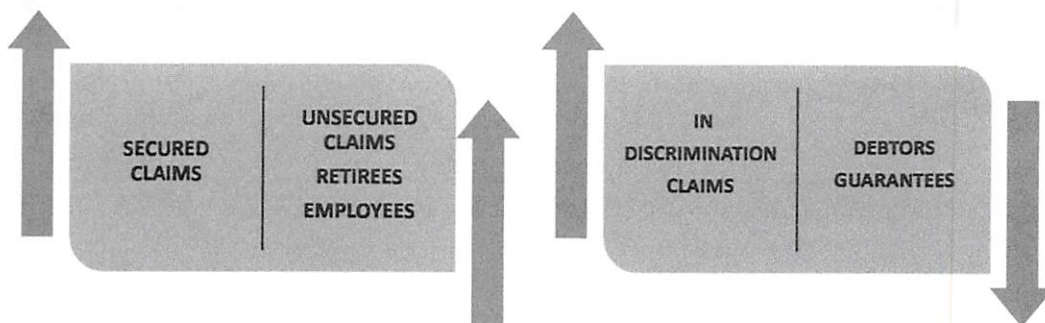 SECURED
CLAIMS
UNSECURED
CLAIMS
RETIREES
EMPLOYEES
IN
DISCRIMINATION
CLAIMS
DEBTORS
GUARANTEES